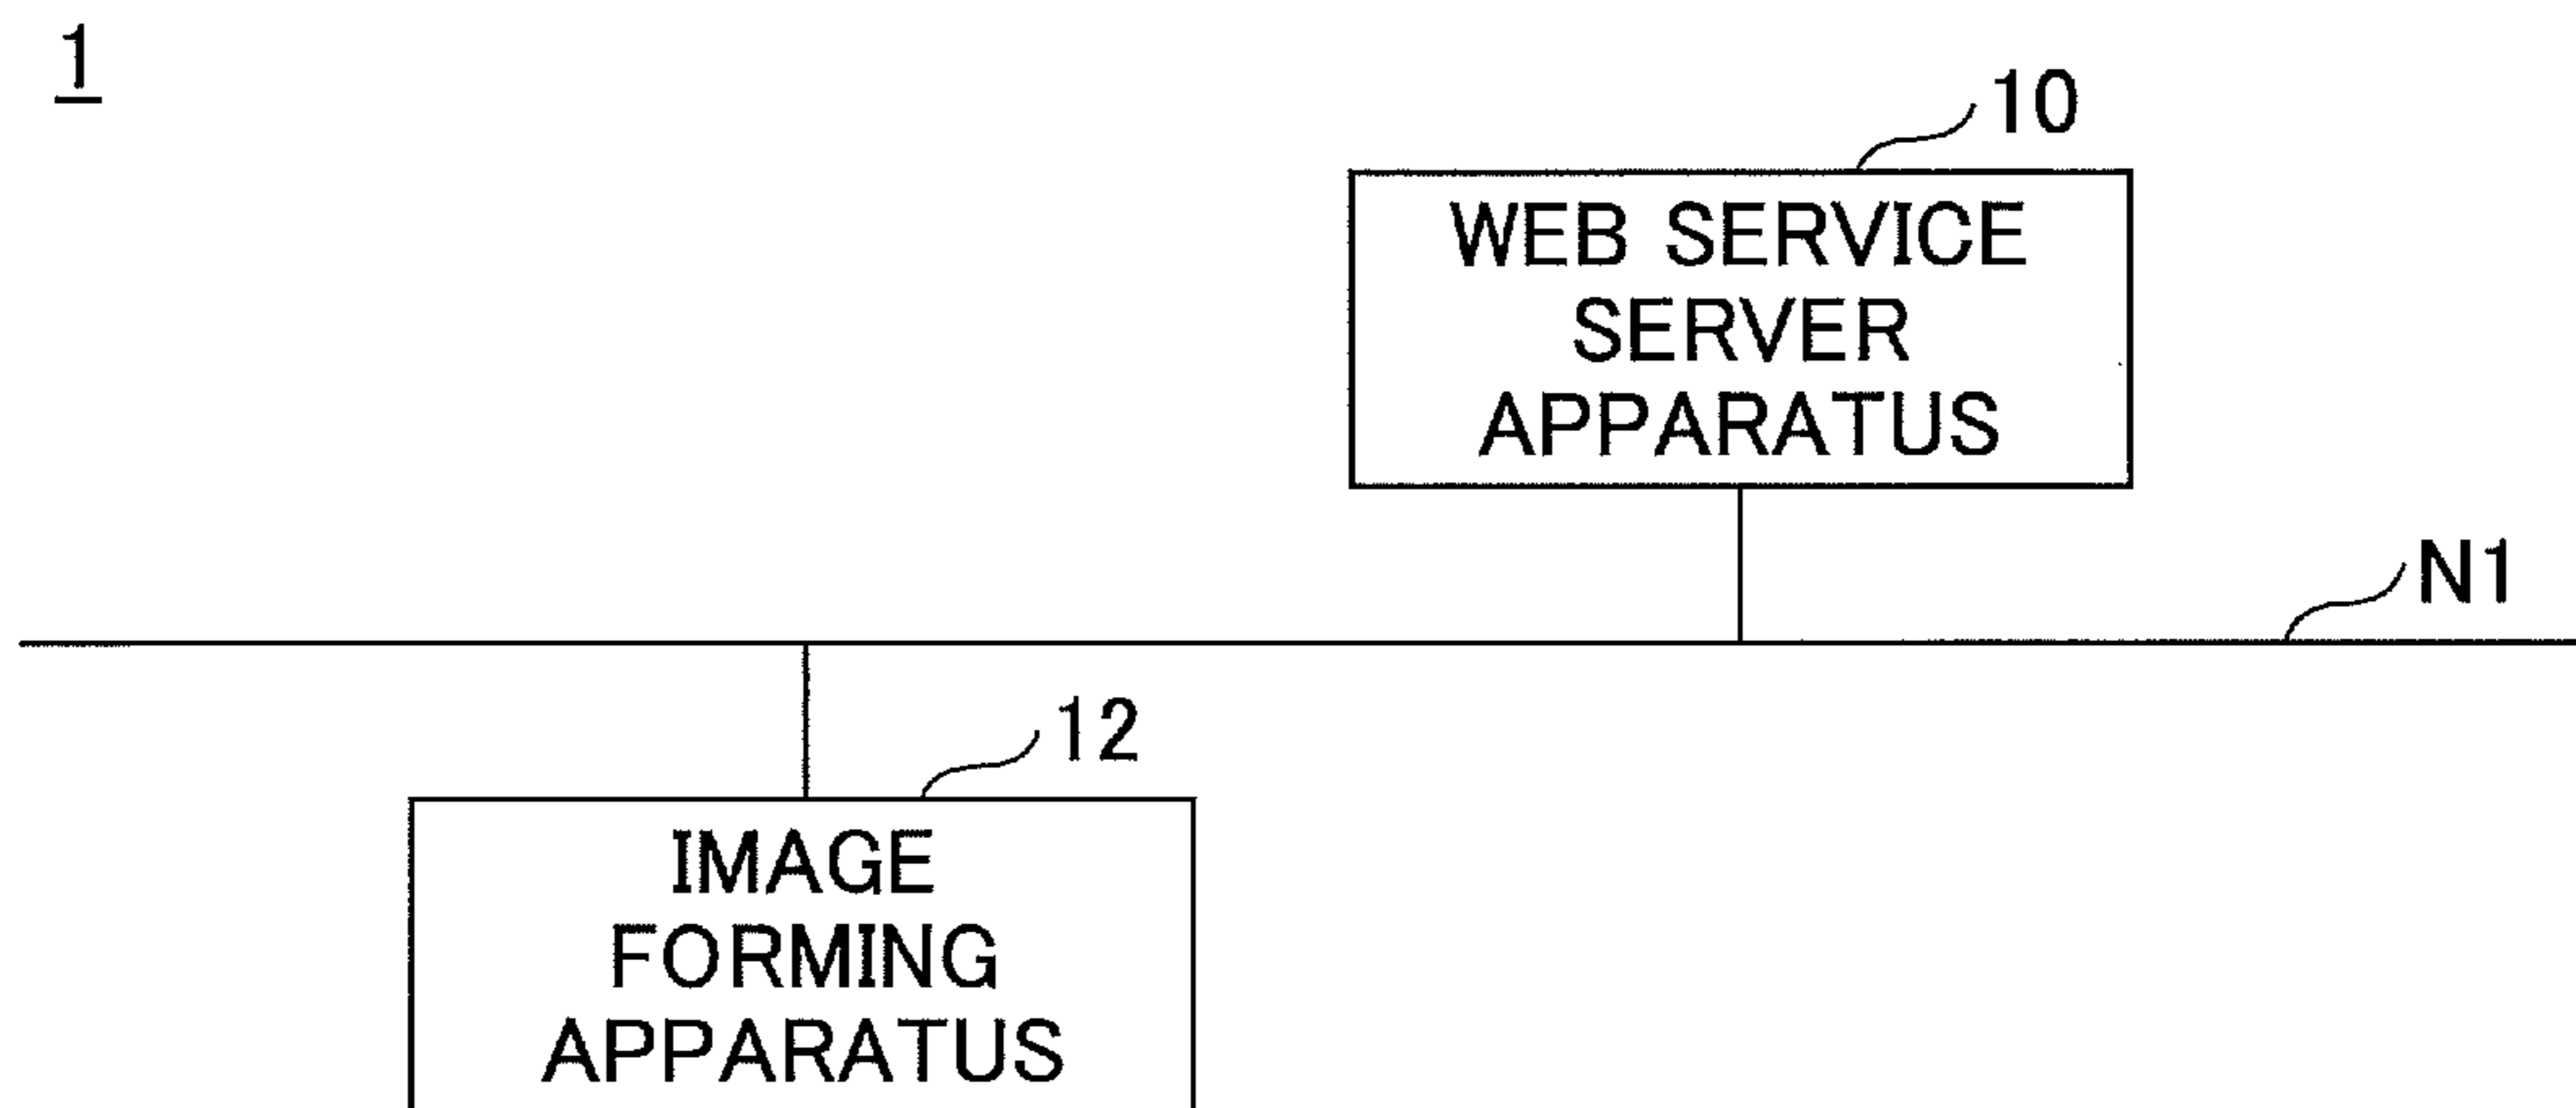 1
10
WEB SERVICE
SERVER
APPARATUS
N1
12
IMAGE
FORMING
APPARATUS